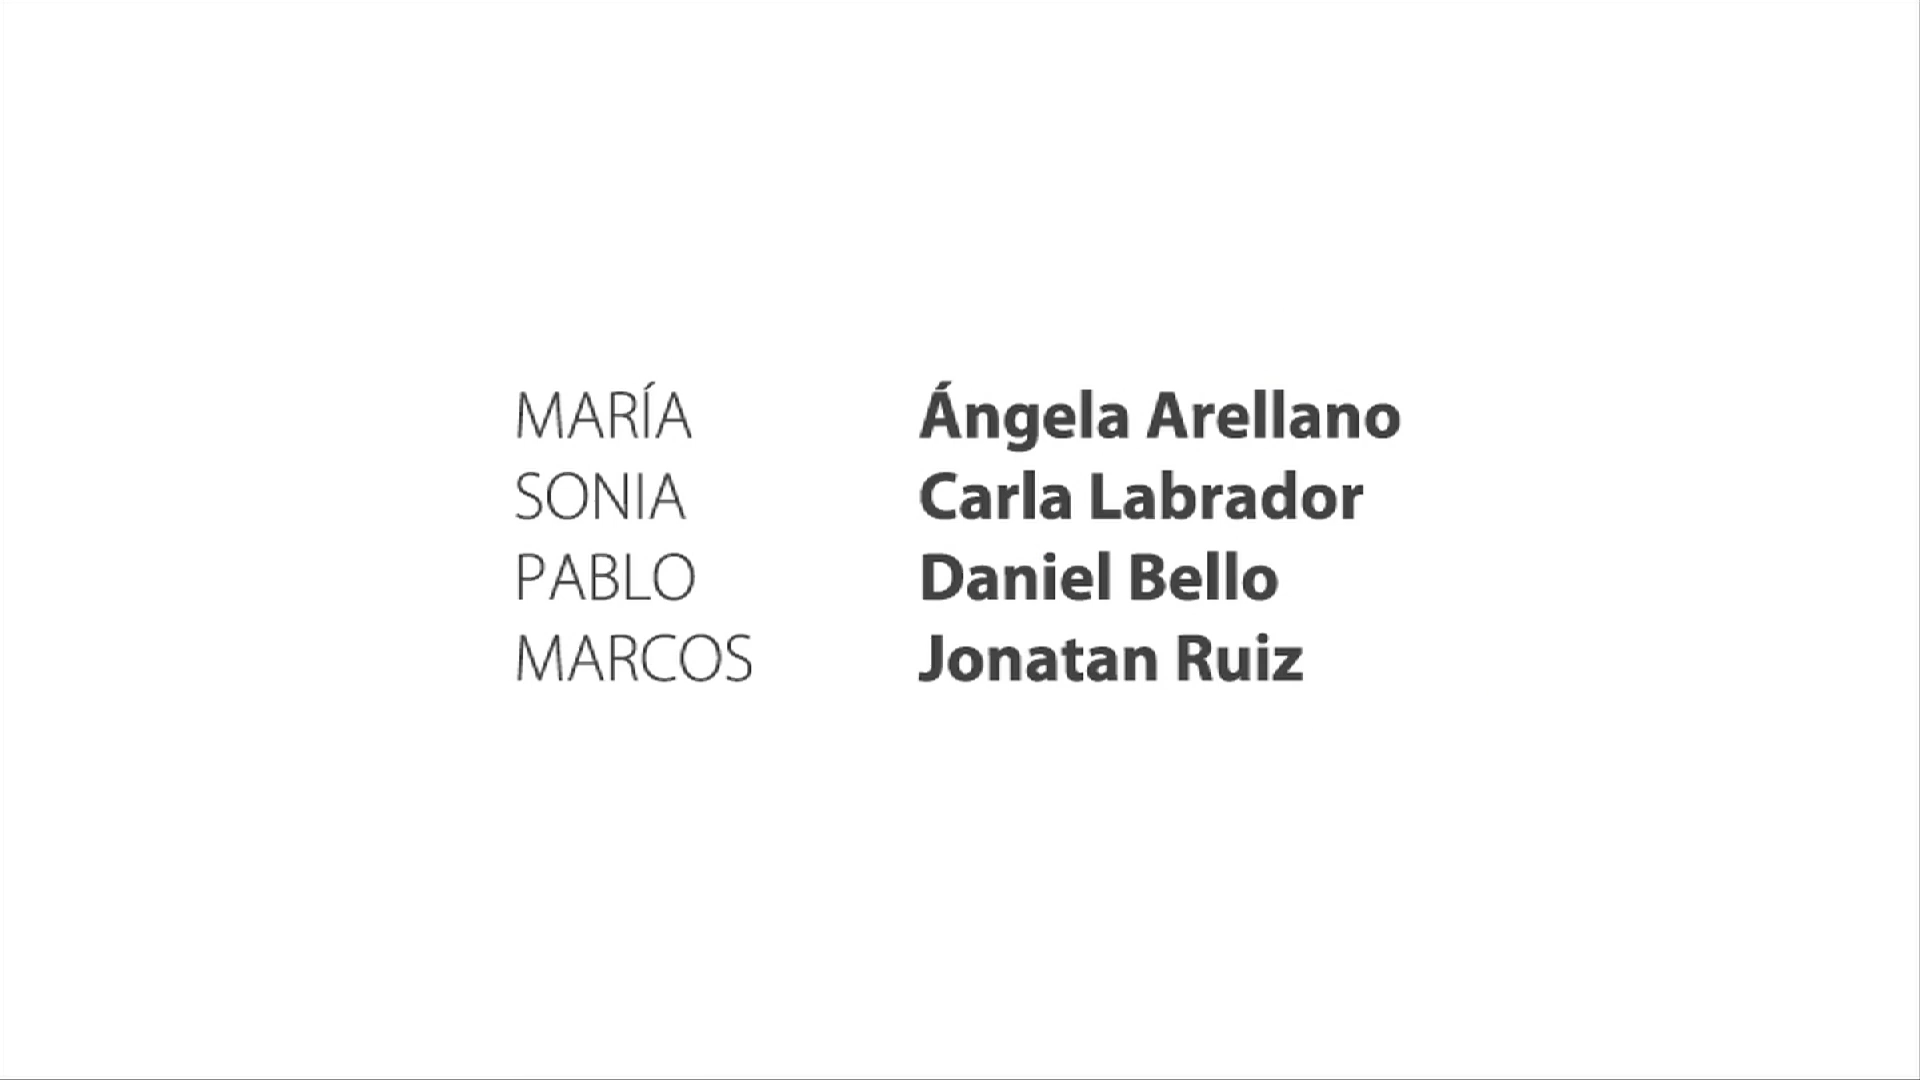 MARÍA Ángela Arellano
SONIA Carla Labrador
PABLO Daniel Bello
MARCOS Jonatan Ruiz